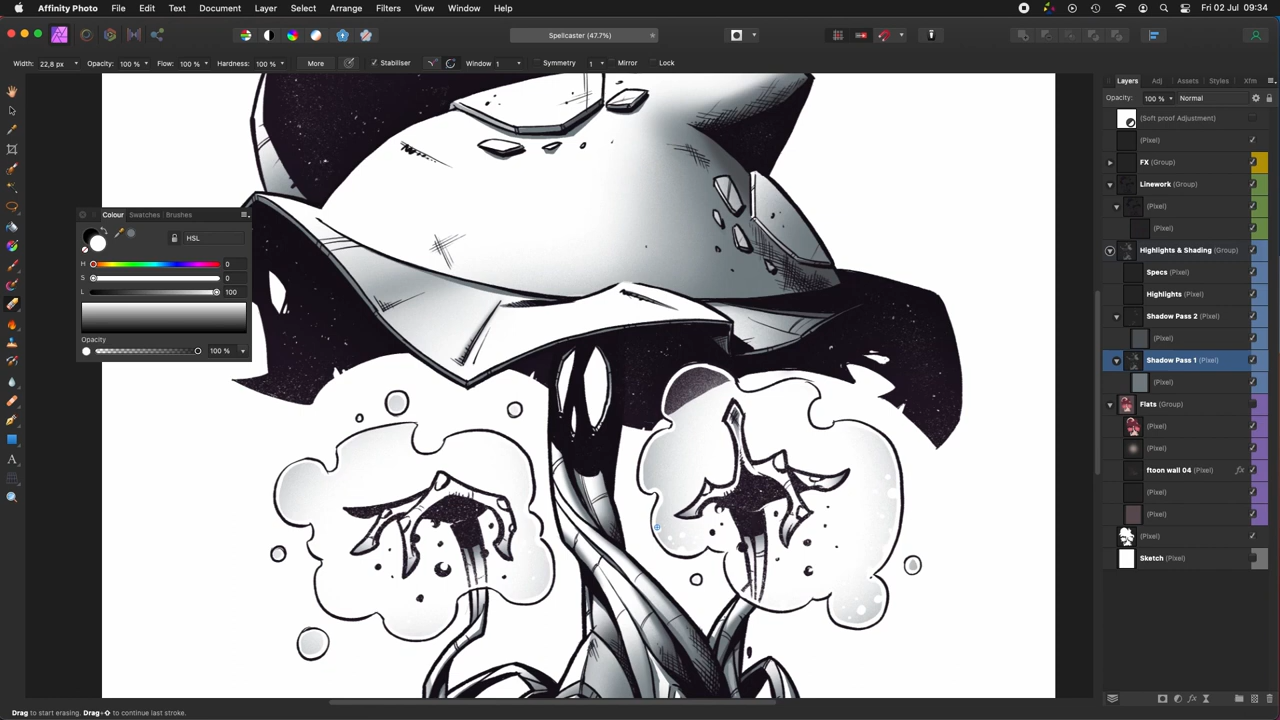 Affinity Photo File Edit Text Document Layer Select Arrange Filters View Window Help Fri 02 Jul 09:34
Spellcaster (47.7%)
Width: 22,8 px Opacity: 100 % Flow: 100 % Hardness: 100 % More Stabiliser Window 1 Symmetry 1 Mirror Lock
Layers Adj Assets Styles Xfm
Opacity: 100 % Normal
(Soft proof Adjustment)
(Pixel)
FX (Group)
Linework (Group)
(Pixel)
(Pixel)
Highlights & Shading (Group)
Specs (Pixel)
Highlights (Pixel)
Shadow Pass 2 (Pixel)
(Pixel)
Shadow Pass 1 (Pixel)
(Pixel)
Flats (Group)
(Pixel)
(Pixel)
ftoon wall 04 (Pixel) fx
(Pixel)
(Pixel)
(Pixel)
Sketch (Pixel)
Colour Swatches Brushes
HSL
H 0
S 0
L 100
Opacity
100 %
Drag to start erasing. Drag+⇧ to continue last stroke.